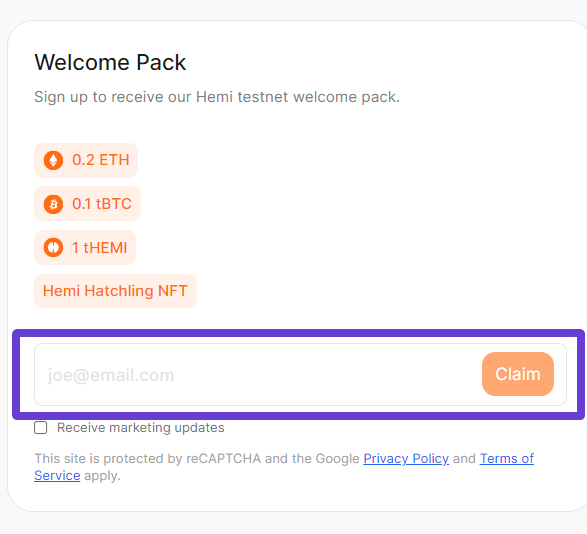 Welcome Pack
Sign up to receive our Hemi testnet welcome pack.
0.2 ETH
0.1 tBTC
1 tHEMI
Hemi Hatchling NFT
joe@email.com
Claim
Receive marketing updates
This site is protected by reCAPTCHA and the Google Privacy Policy and Terms of
Service apply.